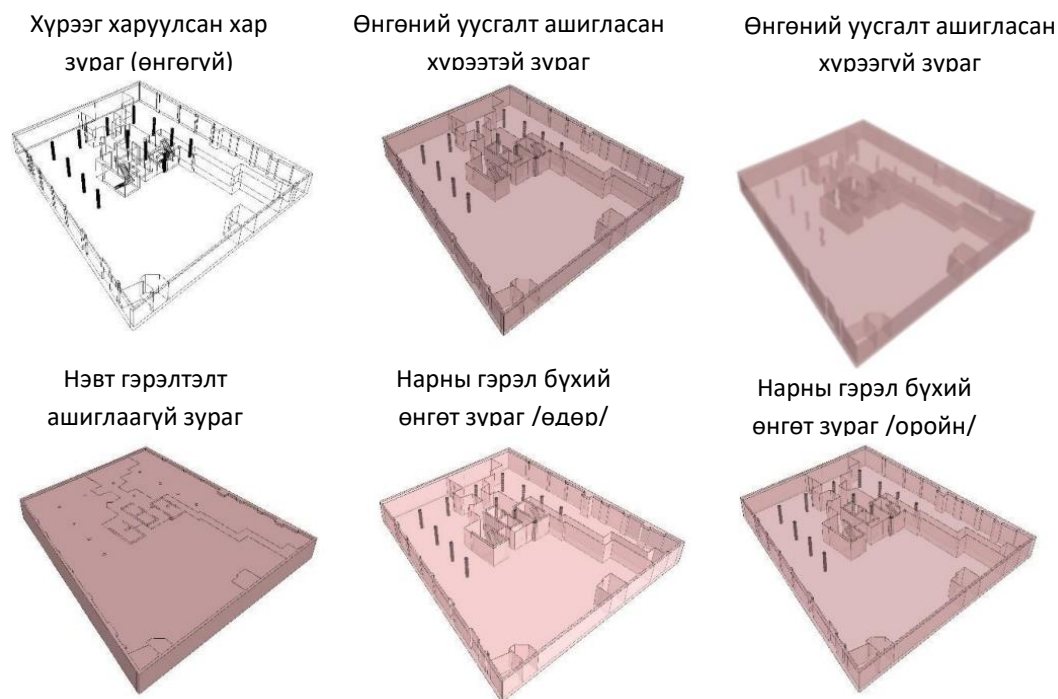 Хүрээг харуулсан хар
зураг (өнгөгүй)
Өнгөний уусгалт ашигласан
хүрээтэй зураг
Өнгөний уусгалт ашигласан
хүрээгүй зураг
Нэвт гэрэлтэлт
ашиглаагүй зураг
Нарны гэрэл бүхий
өнгөт зураг /өдөр/
Нарны гэрэл бүхий
өнгөт зураг /оройн/